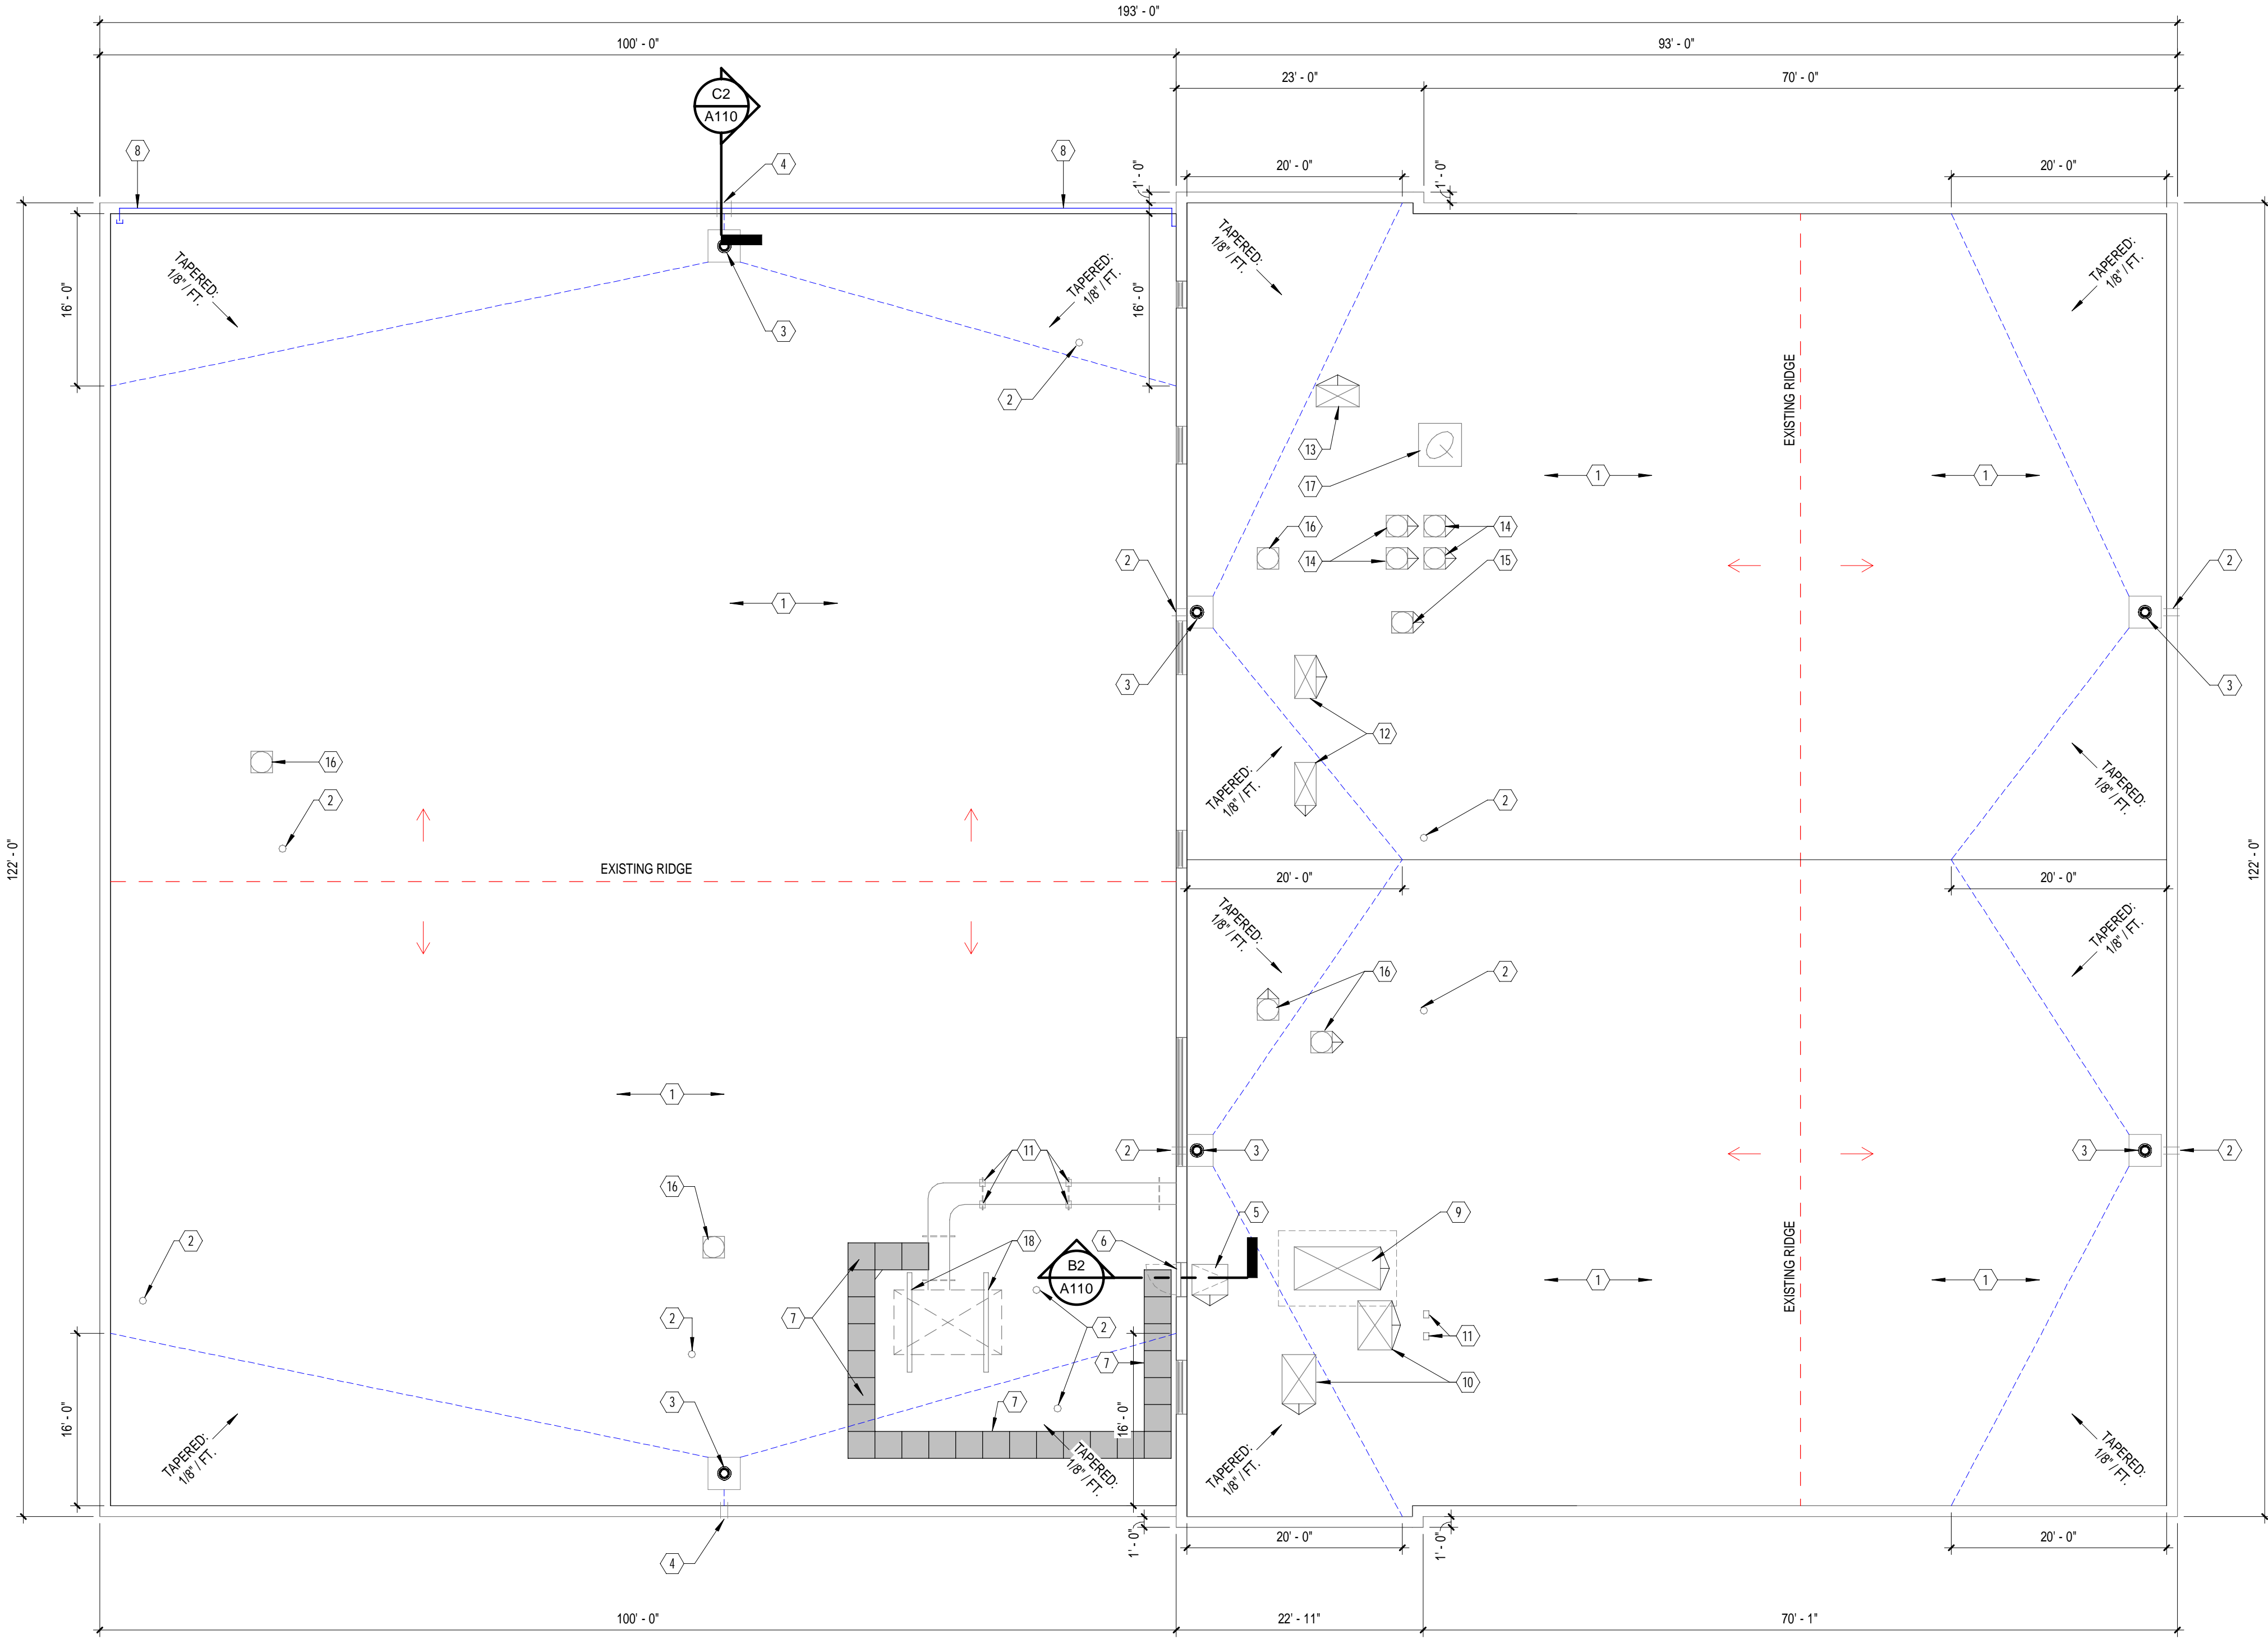 193' - 0"
100' - 0"
93' - 0"
23' - 0"
70' - 0"
C2
A110
8
8
4
1' - 0"
20' - 0"
1' - 0"
20' - 0"
TAPERED:
1/8" / FT.
TAPERED:
1/8" / FT.
TAPERED:
1/8" / FT.
TAPERED:
1/8" / FT.
16' - 0"
16' - 0"
3
2
EXISTING RIDGE
13
17
1
1
16
14
14
15
2
2
1
3
3
12
16
2
TAPERED:
1/8" / FT.
TAPERED:
1/8" / FT.
2
122' - 0"
EXISTING RIDGE
122' - 0"
20' - 0"
20' - 0"
TAPERED:
1/8" / FT.
TAPERED:
1/8" / FT.
16
2
1
11
2
3
3
2
16
2
18
6
5
9
EXISTING RIDGE
B2
A110
1
1
7
2
2
11
7
10
3
7
16' - 0"
16' - 0"
TAPERED:
1/8" / FT.
TAPERED:
1/8" / FT.
TAPERED:
1/8" / FT.
TAPERED:
1/8" / FT.
4
1' - 0"
20' - 0"
1' - 0"
20' - 0"
100' - 0"
22' - 11"
70' - 1"